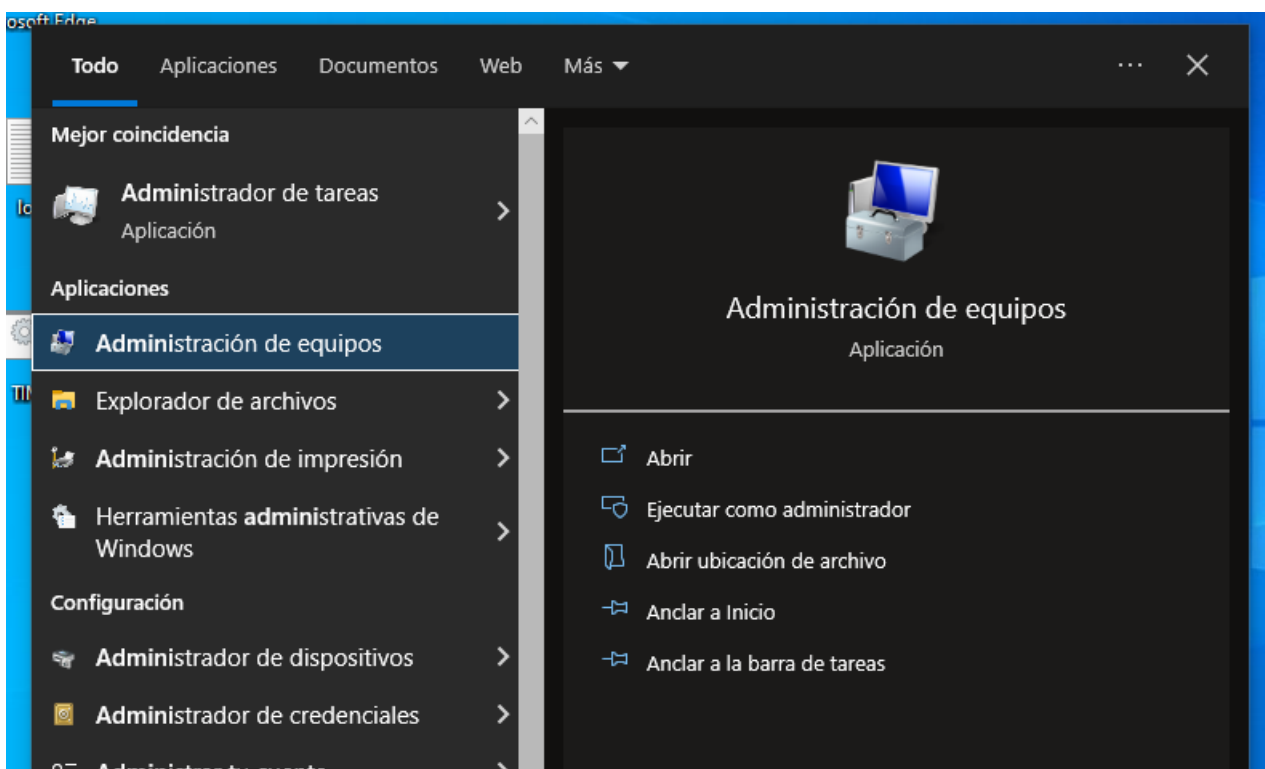 osoft Edge
Todo Aplicaciones Documentos Web Más
Mejor coincidencia
Administrador de tareas
Aplicación
Aplicaciones
Administración de equipos
Explorador de archivos
Administración de impresión
Herramientas administrativas de
Windows
Configuración
Administrador de dispositivos
Administrador de credenciales
Administración de equipos
Aplicación
Abrir
Ejecutar como administrador
Abrir ubicación de archivo
Anclar a Inicio
Anclar a la barra de tareas